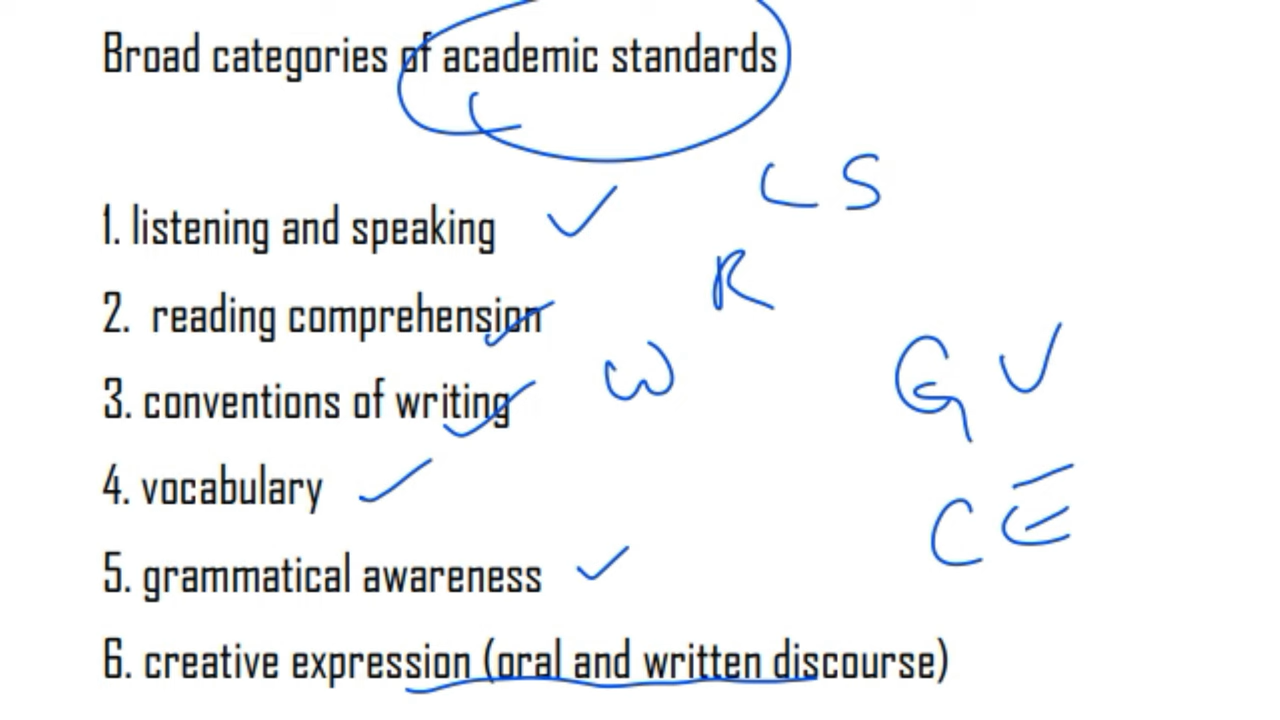 Broad categories of academic standards
L S
1. listening and speaking
R
2. reading comprehension
G V
W
3. conventions of writing
4. vocabulary
C E
5. grammatical awareness
6. creative expression (oral and written discourse)